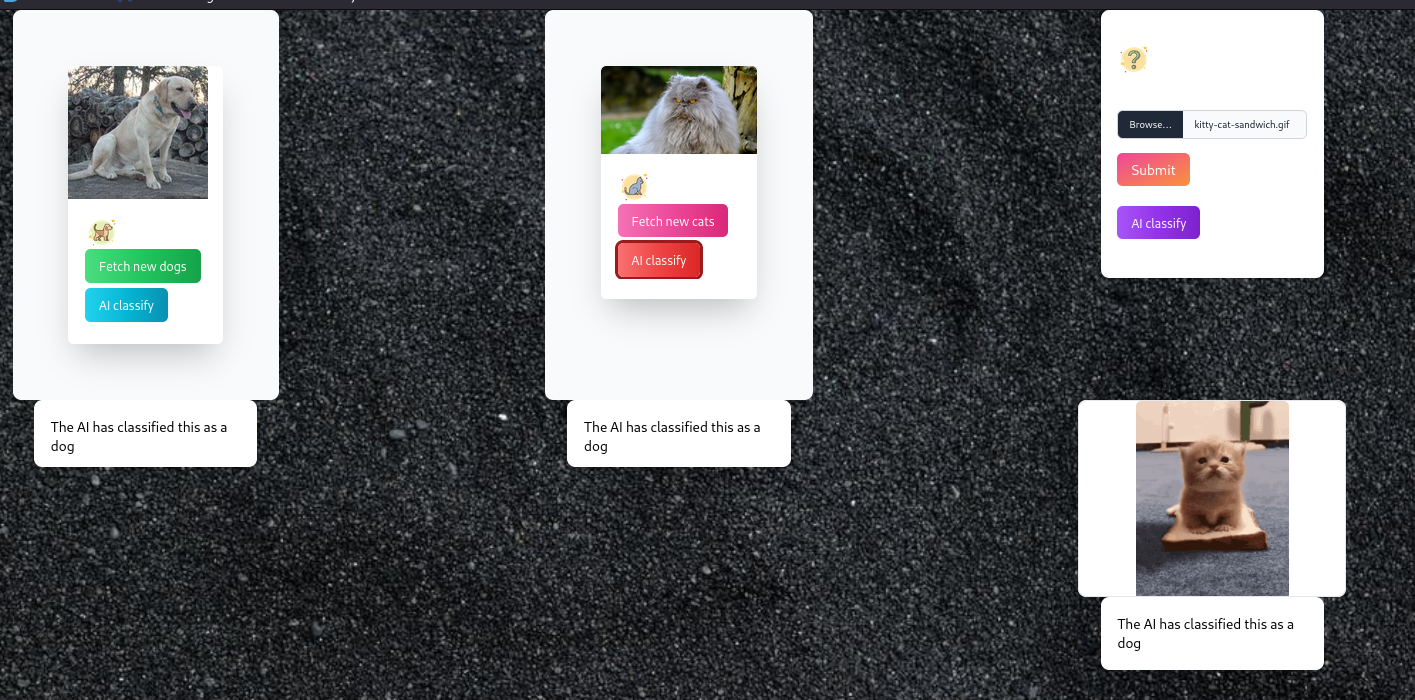 Fetch new dogs
AI classify
The AI has classified this as a
dog
Fetch new cats
AI classify
The AI has classified this as a
dog
?
Browse...
kitty-cat-sandwich.gif
Submit
AI classify
The AI has classified this as a
dog